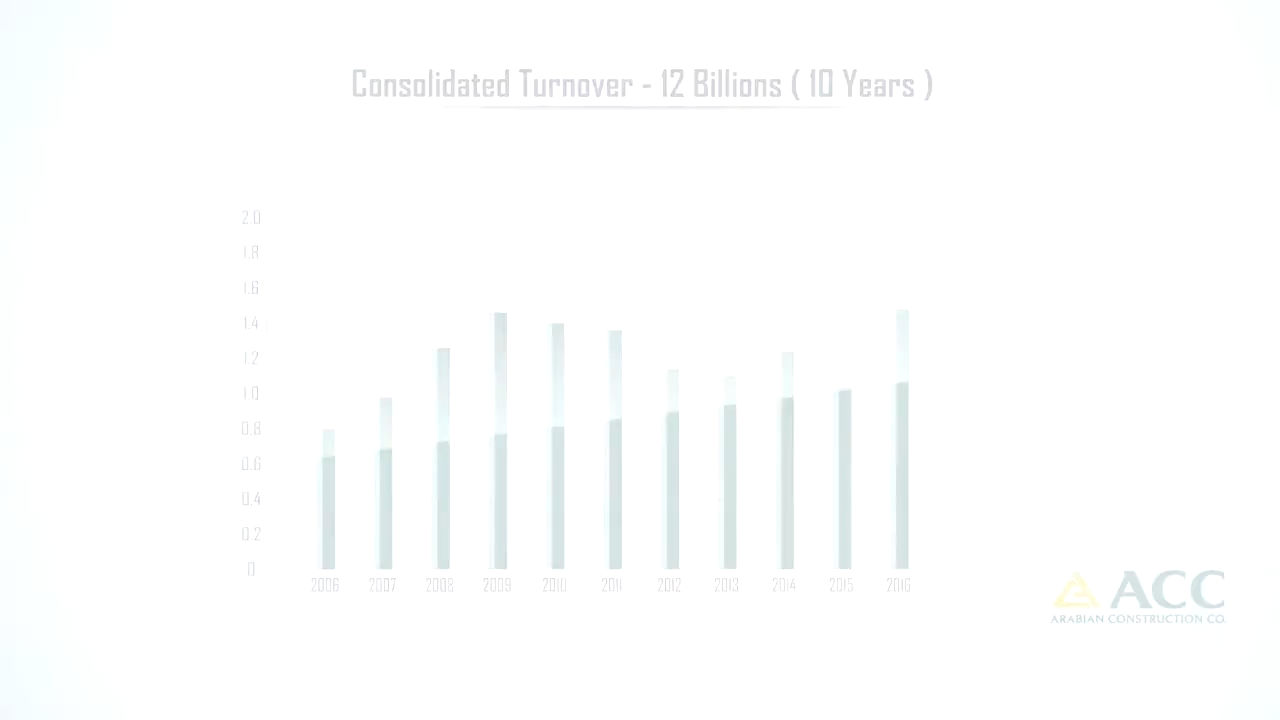 Consolidated Turnover - 12 Billions ( 10 Years )
2.0
1.8
1.6
1.4
1.2
1.0
0.8
0.6
0.4
0.2
0
2006 2007 2008 2009 2010 2011 2012 2013 2014 2015 2016
ACC
ARABIAN CONSTRUCTION CO.